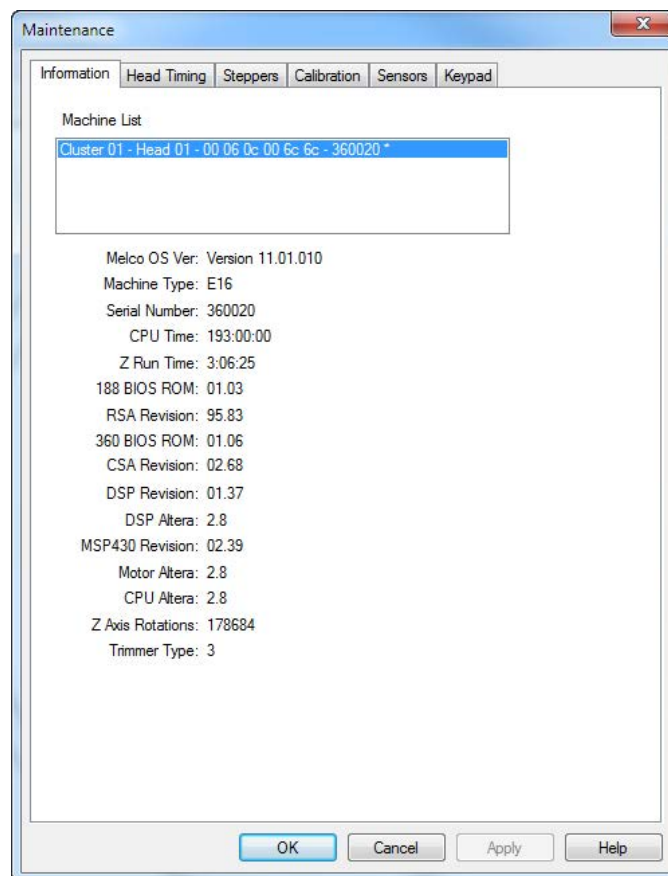 Maintenance
Information Head Timing Steppers Calibration Sensors Keypad
Machine List
Cluster 01 - Head 01 - 00 06 0c 00 6c 6c - 360020 *
Melco OS Ver: Version 11.01.010
Machine Type: E16
Serial Number: 360020
CPU Time: 193:00:00
Z Run Time: 3:06:25
188 BIOS ROM: 01.03
RSA Revision: 95.83
360 BIOS ROM: 01.06
CSA Revision: 02.68
DSP Revision: 01.37
DSP Altera: 2.8
MSP430 Revision: 02.39
Motor Altera: 2.8
CPU Altera: 2.8
Z Axis Rotations: 178684
Trimmer Type: 3
OK Cancel Apply Help